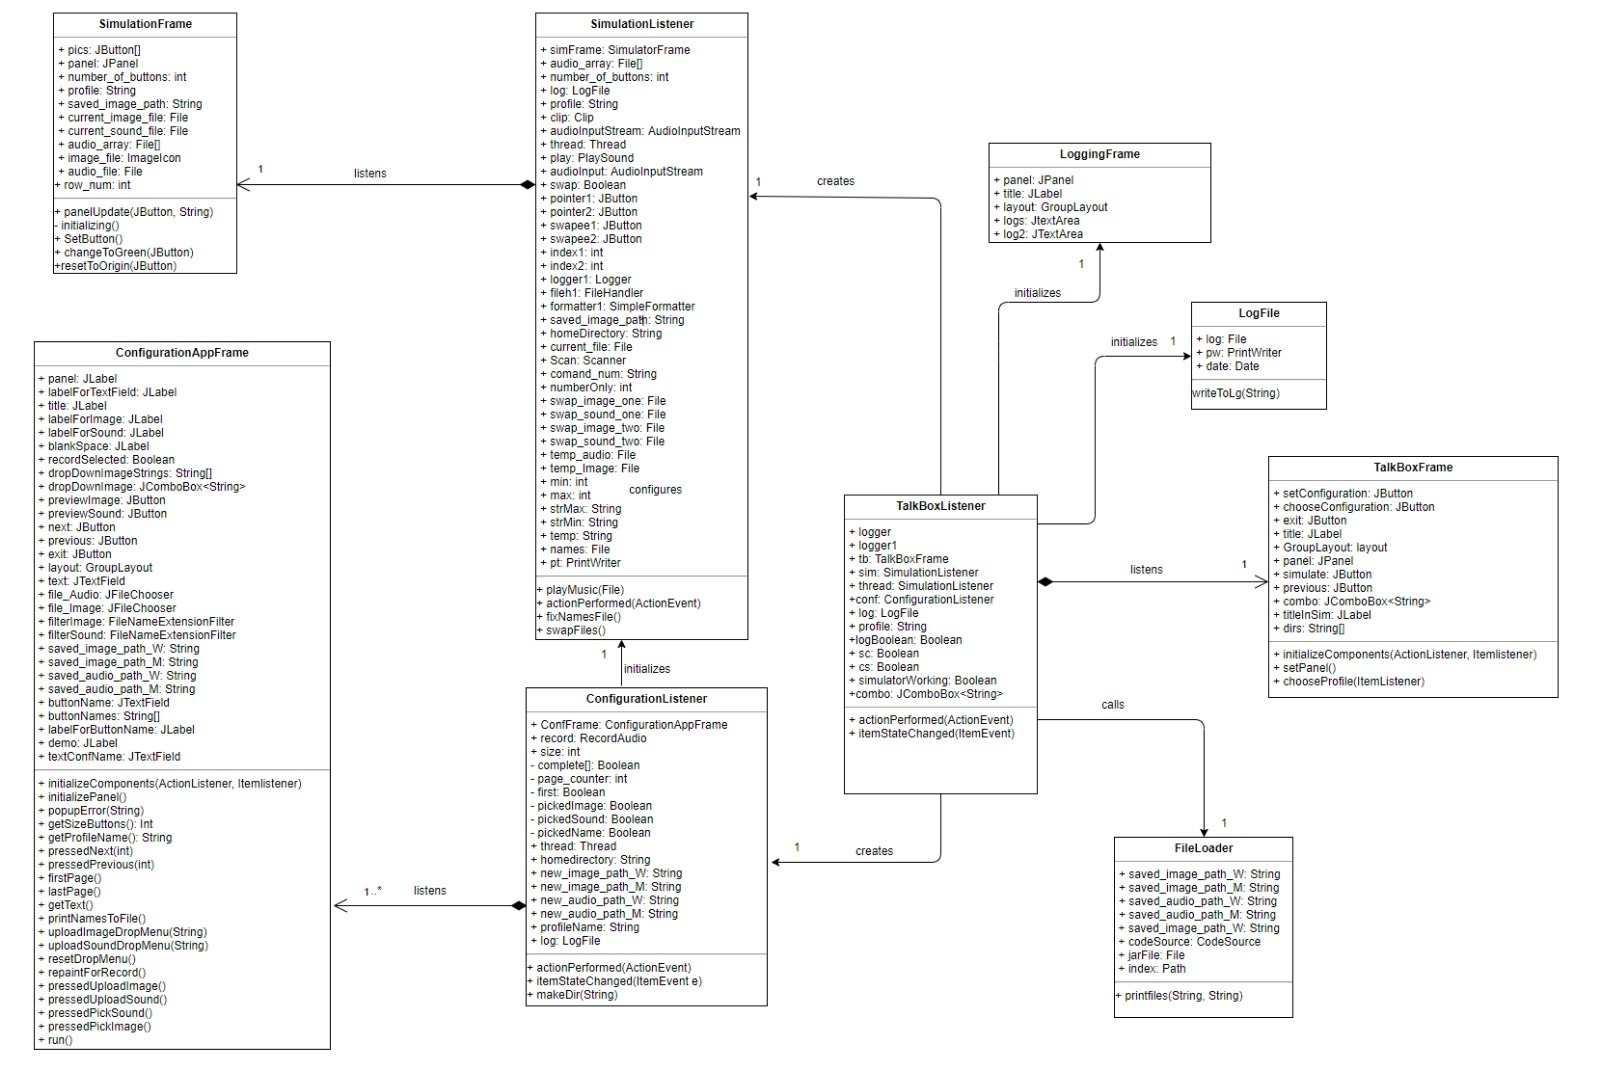 SimulationFrame
+ pics: JButton[]
+ panel: JPanel
+ number_of_buttons: int
+ profile: String
+ saved_image_path: String
+ current_image_file: File
+ current_sound_file: File
+ audio_array: File[]
+ image_file: ImageIcon
+ audio_file: File
+ row_num: int
+ panelUpdate(JButton, String)
- initializing()
+ SetButton()
+ changeToGreen(JButton)
+resetToOrigin(JButton)
1
listens
SimulationListener
+ simFrame: SimulatorFrame
+ audio_array: File[]
+ number_of_buttons: int
+ log: LogFile
+ profile: String
+ clip: Clip
+ audioInputStream: AudioInputStream
+ thread: Thread
+ play: PlaySound
+ audioInput: AudioInputStream
+ swap: Boolean
+ pointer1: JButton
+ pointer2: JButton
+ swapee1: JButton
+ swapee2: JButton
+ index1: int
+ index2: int
+ logger1: Logger
+ fileh1: FileHandler
+ formatter1: SimpleFormatter
+ saved_image_path: String
+ homeDirectory: String
+ current_file: File
+ Scan: Scanner
+ comand_num: String
+ numberOnly: int
+ swap_image_one: File
+ swap_sound_one: File
+ swap_image_two: File
+ swap_sound_two: File
+ temp_audio: File
+ temp_Image: File
+ min: int
configures
+ max: int
+ strMax: String
+ strMin: String
+ temp: String
+ names: File
+ pt: PrintWriter
+ playMusic(File)
+ actionPerformed(ActionEvent)
+ fixNamesFile()
+ swapFiles()
1
creates
LoggingFrame
+ panel: JPanel
+ title: JLabel
+ layout: GroupLayout
+ logs: JtextArea
+ log2: JTextArea
1
initializes
LogFile
+ log: File
+ pw: PrintWriter
+ date: Date
writeToLg(String)
initializes
1
ConfigurationAppFrame
+ panel: JLabel
+ labelForTextField: JLabel
+ title: JLabel
+ labelForImage: JLabel
+ labelForSound: JLabel
+ blankSpace: JLabel
+ recordSelected: Boolean
+ dropDownImageStrings: String[]
+ dropDownImage: JComboBox<String>
+ previewImage: JButton
+ previewSound: JButton
+ next: JButton
+ previous: JButton
+ exit: JButton
+ layout: GroupLayout
+ text: JTextField
+ file_Audio: JFileChooser
+ file_Image: JFileChooser
+ filterImage: FileNameExtensionFilter
+ filterSound: FileNameExtensionFilter
+ saved_image_path_W: String
+ saved_image_path_M: String
+ saved_audio_path_W: String
+ saved_audio_path_M: String
+ buttonName: JTextField
+ buttonNames: String[]
+ labelForButtonName: JLabel
+ demo: JLabel
+ textConfName: JTextField
+ initializeComponents(ActionListener, Itemlistener)
+ initializePanel()
+ popupError(String)
+ getSizeButtons(): Int
+ getProfileName(): String
+ pressedNext(int)
+ pressedPrevious(int)
+ firstPage()
+ lastPage()
+ getText()
+ printNamesToFile()
+ uploadImageDropMenu(String)
+ uploadSoundDropMenu(String)
+ resetDropMenu()
+ repaintForRecord()
+ pressedUploadImage()
+ pressedUploadSound()
+ pressedPickSound()
+ pressedPickImage()
+ run()
1..*
listens
1
initializes
ConfigurationListener
+ ConfFrame: ConfigurationAppFrame
+ record: RecordAudio
+ size: int
- complete[]: Boolean
- page_counter: int
- first: Boolean
- pickedImage: Boolean
- pickedSound: Boolean
- pickedName: Boolean
+ thread: Thread
+ homedirectory: String
+ new_image_path_W: String
+ new_image_path_M: String
+ new_audio_path_W: String
+ new_audio_path_M: String
+ profileName: String
+ log: LogFile
+ actionPerformed(ActionEvent)
+ itemStateChanged(ItemEvent e)
+ makeDir(String)
1
creates
TalkBoxListener
+ logger
+ logger1
+ tb: TalkBoxFrame
+ sim: SimulationListener
+ thread: SimulationListener
+conf: ConfigurationListener
+ log: LogFile
+ profile: String
+logBoolean: Boolean
+ sc: Boolean
+ cs: Boolean
+ simulatorWorking: Boolean
+combo: JComboBox<String>
+ actionPerformed(ActionEvent)
+ itemStateChanged(ItemEvent)
listens
1
TalkBoxFrame
+ setConfiguration: JButton
+ chooseConfiguration: JButton
+ exit: JButton
+ title: JLabel
+ GroupLayout: layout
+ panel: JPanel
+ simulate: JButton
+ previous: JButton
+ combo: JComboBox<String>
+ titleInSim: JLabel
+ dirs: String[]
+ initializeComponents(ActionListener, Itemlistener)
+ setPanel()
+ chooseProfile(ItemListener)
calls
1
FileLoader
+ saved_image_path_W: String
+ saved_image_path_M: String
+ saved_audio_path_W: String
+ saved_audio_path_M: String
+ saved_image_path_W: String
+ codeSource: CodeSource
+ jarFile: File
+ index: Path
+ printfiles(String, String)